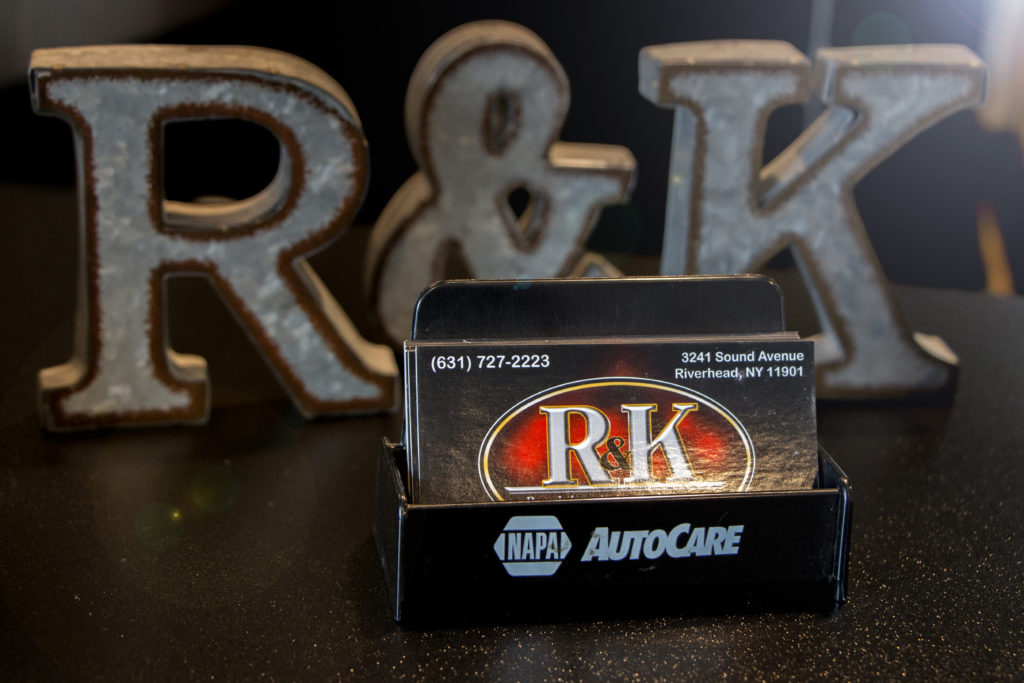 R&K
(631) 727-2223
3241 Sound Avenue
Riverhead, NY 11901
R&K
NAPA AUTOCARE